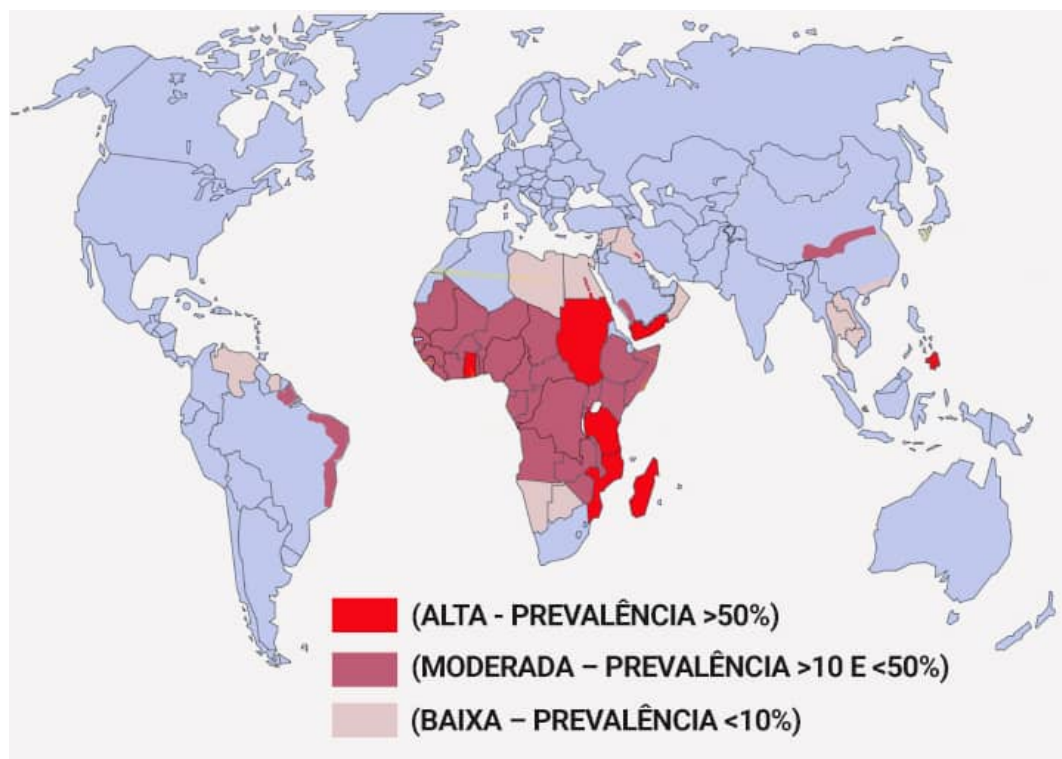 (ALTA - PREVALÊNCIA >50%)
(MODERADA – PREVALÊNCIA >10 E <50%)
(BAIXA – PREVALÊNCIA <10%)